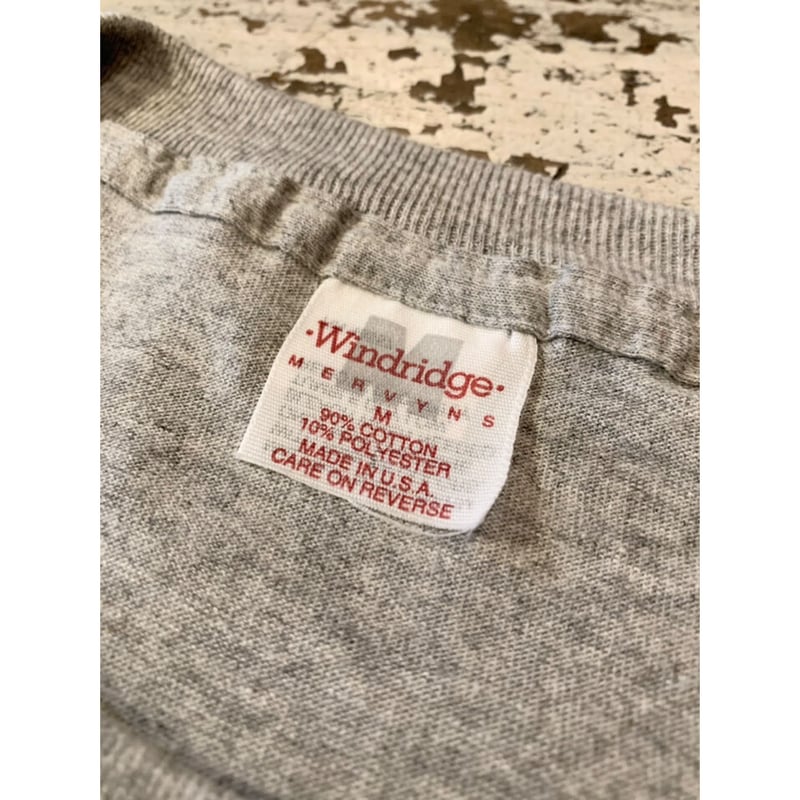 ·Windridge·
MERVYNS
M
90% COTTON
10% POLYESTER
MADE IN U.S.A.
CARE ON REVERSE